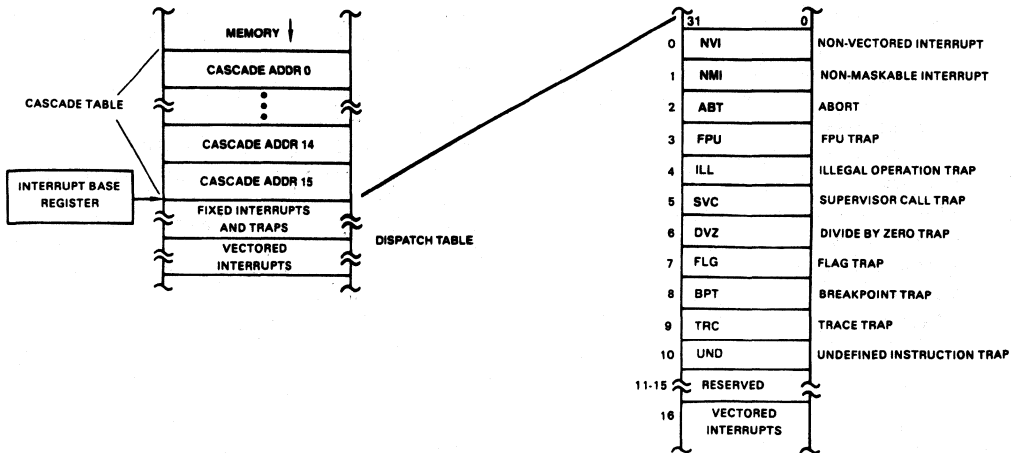 MEMORY
CASCADE ADDR 0
CASCADE TABLE
CASCADE ADDR 14
CASCADE ADDR 15
INTERRUPT BASE
REGISTER
FIXED INTERRUPTS
AND TRAPS
DISPATCH TABLE
VECTORED
INTERRUPTS
31 0
0 NVI NON-VECTORED INTERRUPT
1 NMI NON-MASKABLE INTERRUPT
2 ABT ABORT
3 FPU FPU TRAP
4 ILL ILLEGAL OPERATION TRAP
5 SVC SUPERVISOR CALL TRAP
6 DVZ DIVIDE BY ZERO TRAP
7 FLG FLAG TRAP
8 BPT BREAKPOINT TRAP
9 TRC TRACE TRAP
10 UND UNDEFINED INSTRUCTION TRAP
11-15 RESERVED
16 VECTORED
INTERRUPTS